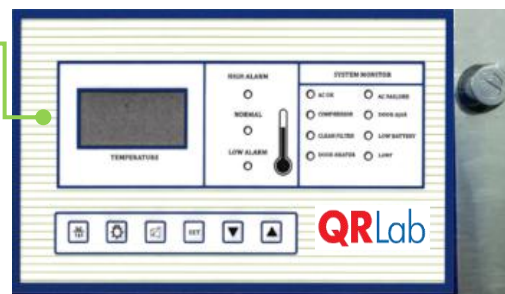 HIGH ALARM
NORMAL
LOW ALARM
TEMPERATURE
SYSTEM MONITOR
AC OK
AC FAILURE
COMPRESSOR
DOOR AJAR
CLEAN FILTER
LOW BATTERY
DOOR HEATER
SET
QRLab